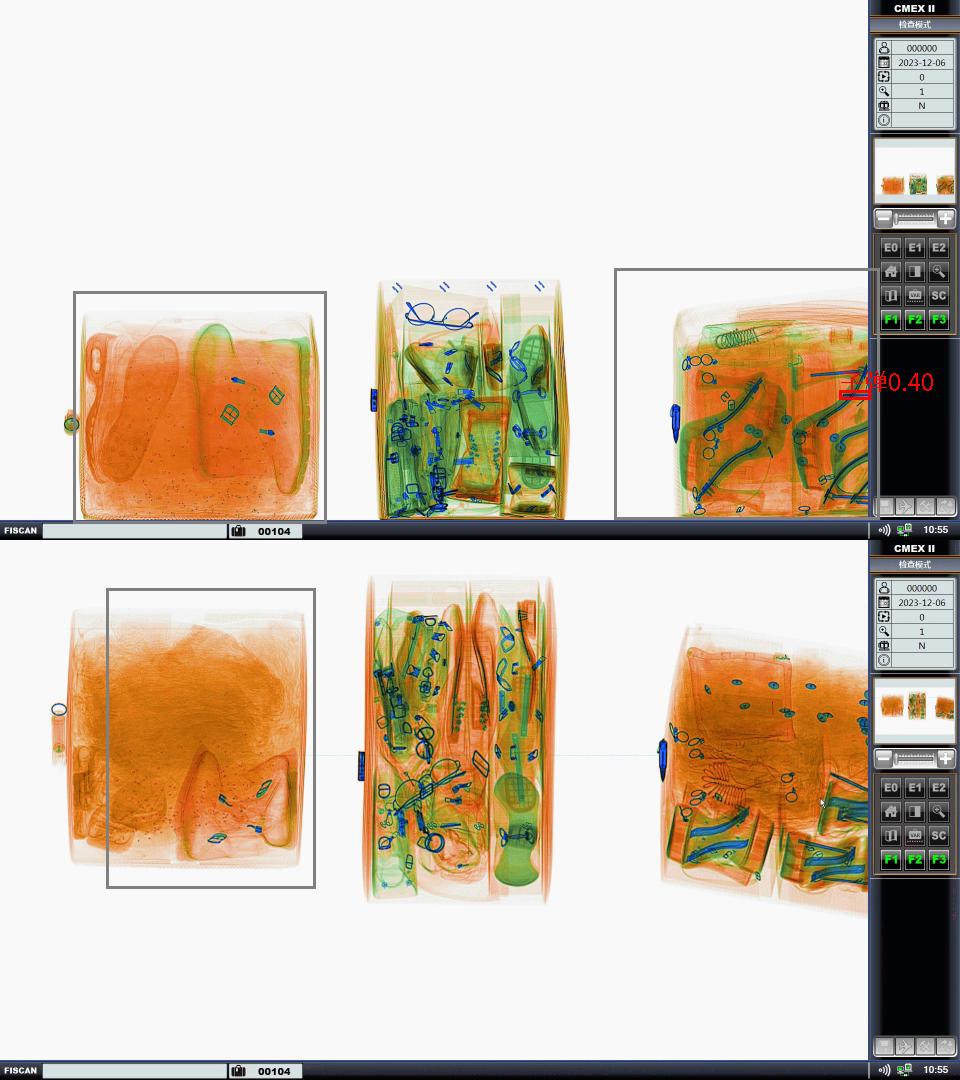 CMEX II
检查模式
000000
2023-12-06
0
1
N
E0 E1 E2
VAR SC
F1 F2 F3
子弹0.40
FISCAN 00104 10:55
CMEX II
检查模式
000000
2023-12-06
0
1
N
E0 E1 E2
VAR SC
F1 F2 F3
FISCAN 00104 10:55